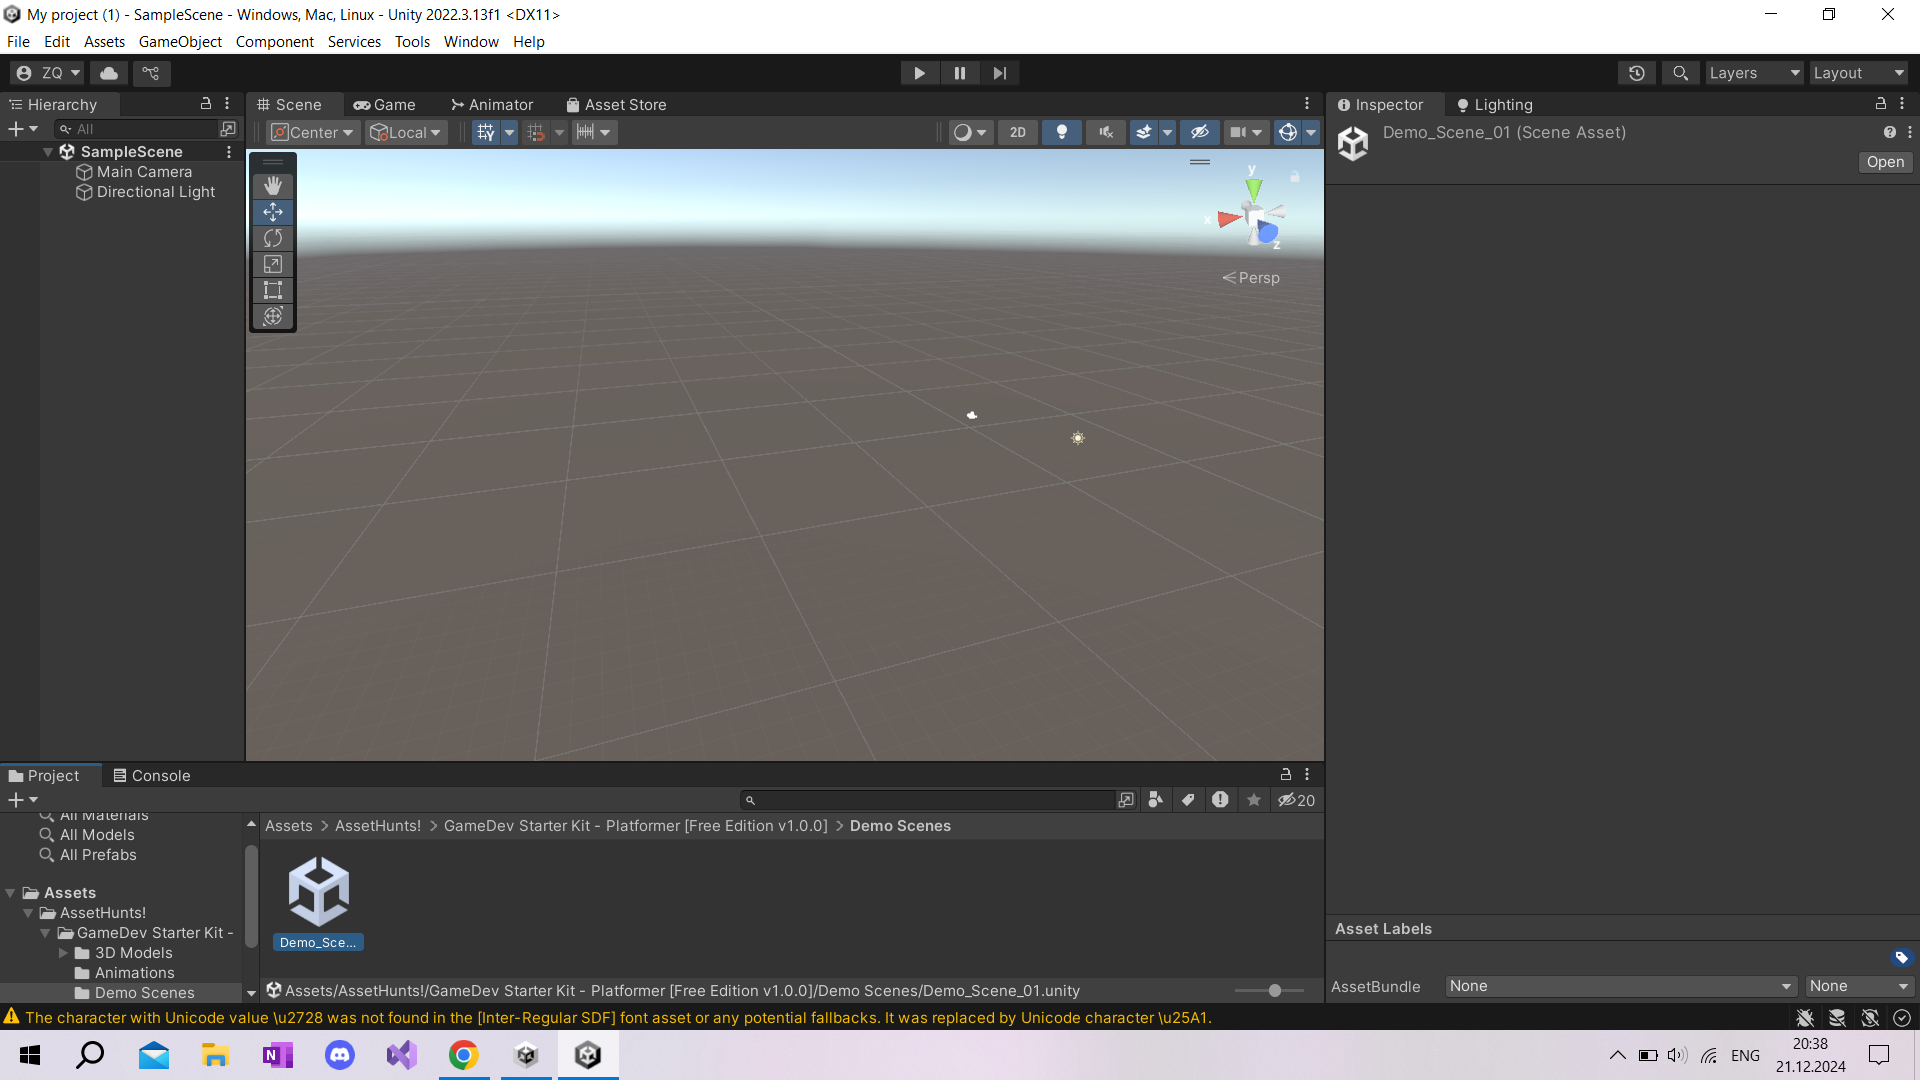 My project (1) - SampleScene - Windows, Mac, Linux - Unity 2022.3.13f1 <DX11>
File Edit Assets GameObject Component Services Tools Window Help
ZQ
Layers
Layout
Hierarchy
All
SampleScene
Main Camera
Directional Light
Scene Game Animator Asset Store
Center Local
2D
y
x
z
Persp
Inspector Lighting
Demo_Scene_01 (Scene Asset)
Open
Project Console
20
All Materials
All Models
All Prefabs
Assets
AssetHunts!
GameDev Starter Kit -
3D Models
Animations
Demo Scenes
Assets > AssetHunts! > GameDev Starter Kit - Platformer [Free Edition v1.0.0] > Demo Scenes
Demo_Sce...
Assets/AssetHunts!/GameDev Starter Kit - Platformer [Free Edition v1.0.0]/Demo Scenes/Demo_Scene_01.unity
Asset Labels
AssetBundle None None
The character with Unicode value \u2728 was not found in the [Inter-Regular SDF] font asset or any potential fallbacks. It was replaced by Unicode character \u25A1.
N
ENG
20:38
21.12.2024